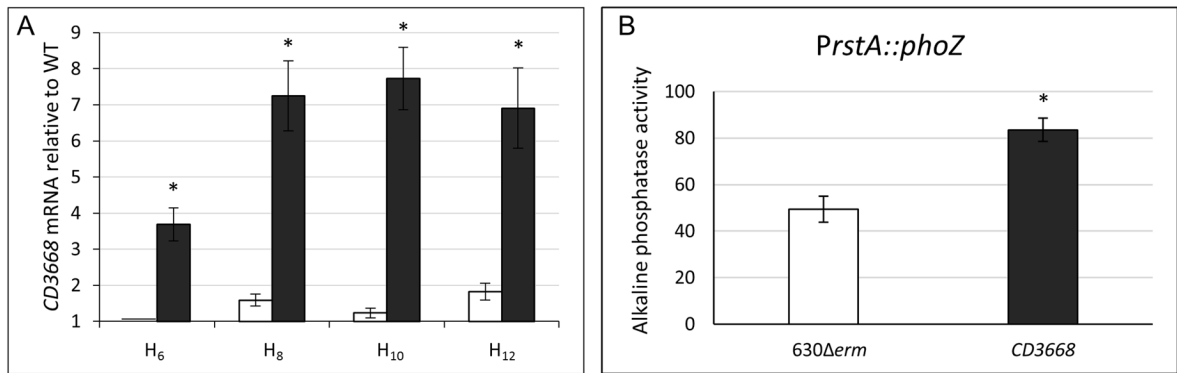 A
CD3668 mRNA relative to WT
9
8
7
6
5
4
3
2
1
*
*
*
*
H₆
H₈
H₁₀
H₁₂
B
PrstA::phoZ
Alkaline phosphatase activity
100
80
60
40
20
0
*
630Δerm
CD3668